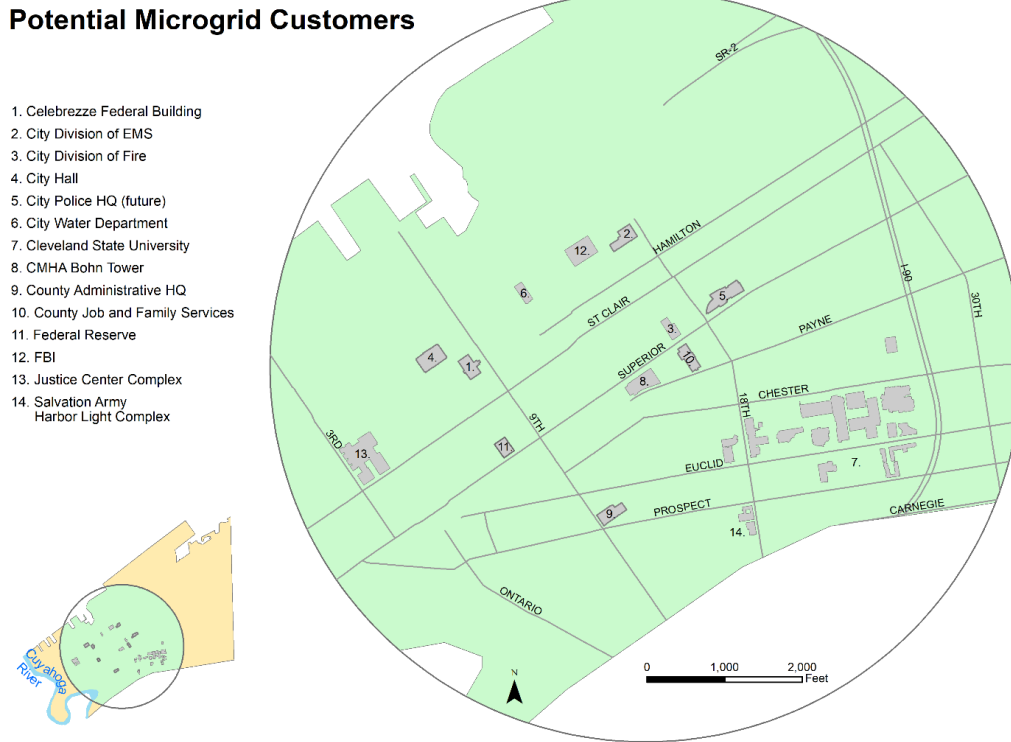 Potential Microgrid Customers
1. Celebrezze Federal Building
2. City Division of EMS
3. City Division of Fire
4. City Hall
5. City Police HQ (future)
6. City Water Department
7. Cleveland State University
8. CMHA Bohn Tower
9. County Administrative HQ
10. County Job and Family Services
11. Federal Reserve
12. FBI
13. Justice Center Complex
14. Salvation Army
Harbor Light Complex
SR-2
HAMILTON
2.
12.
I-90
6.
5.
30TH
ST CLAIR
3.
PAYNE
SUPERIOR
10.
4.
1.
8.
CHESTER
18TH
9TH
3RD
11.
13.
EUCLID
7.
PROSPECT
9.
CARNEGIE
14.
ONTARIO
Cuyahoga
River
N
0
1,000
2,000
Feet